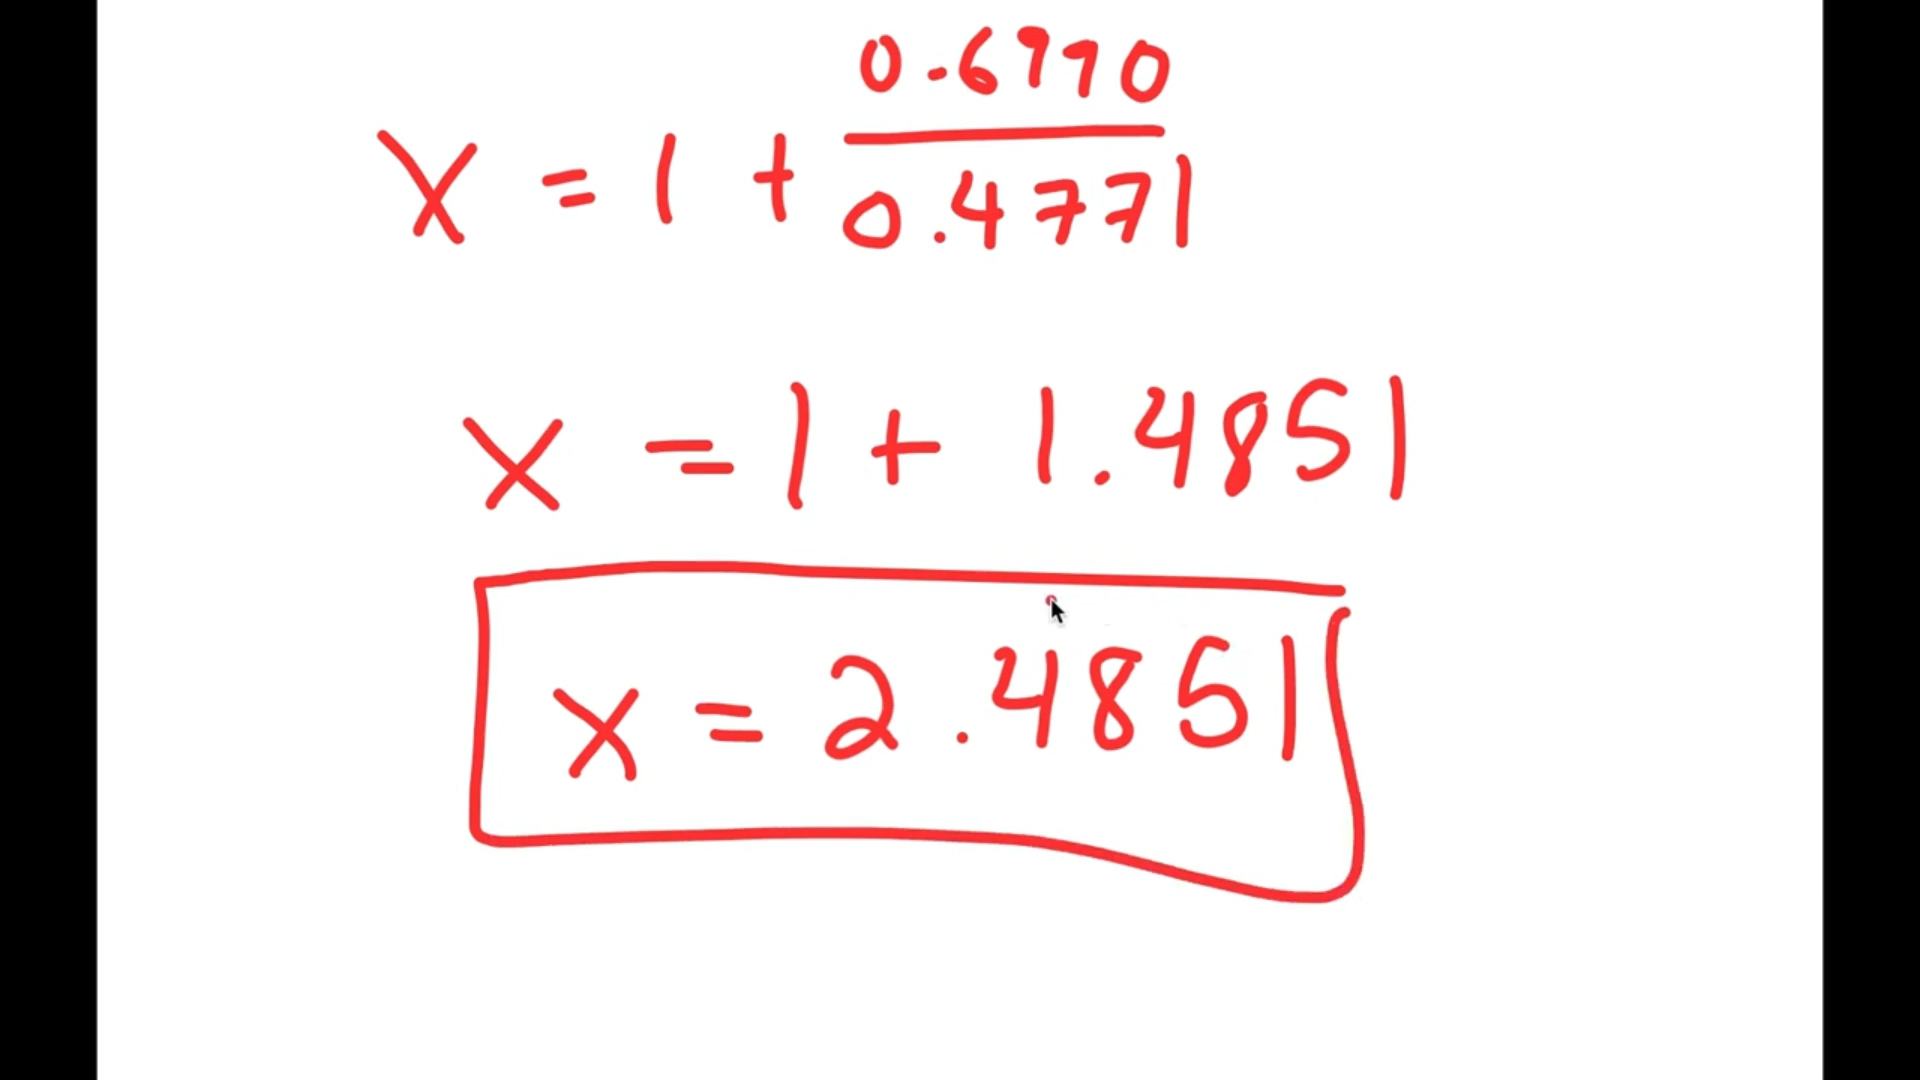 x = 1 + 0.6990/0.4771
x = 1 + 1.4851
x = 2.4851